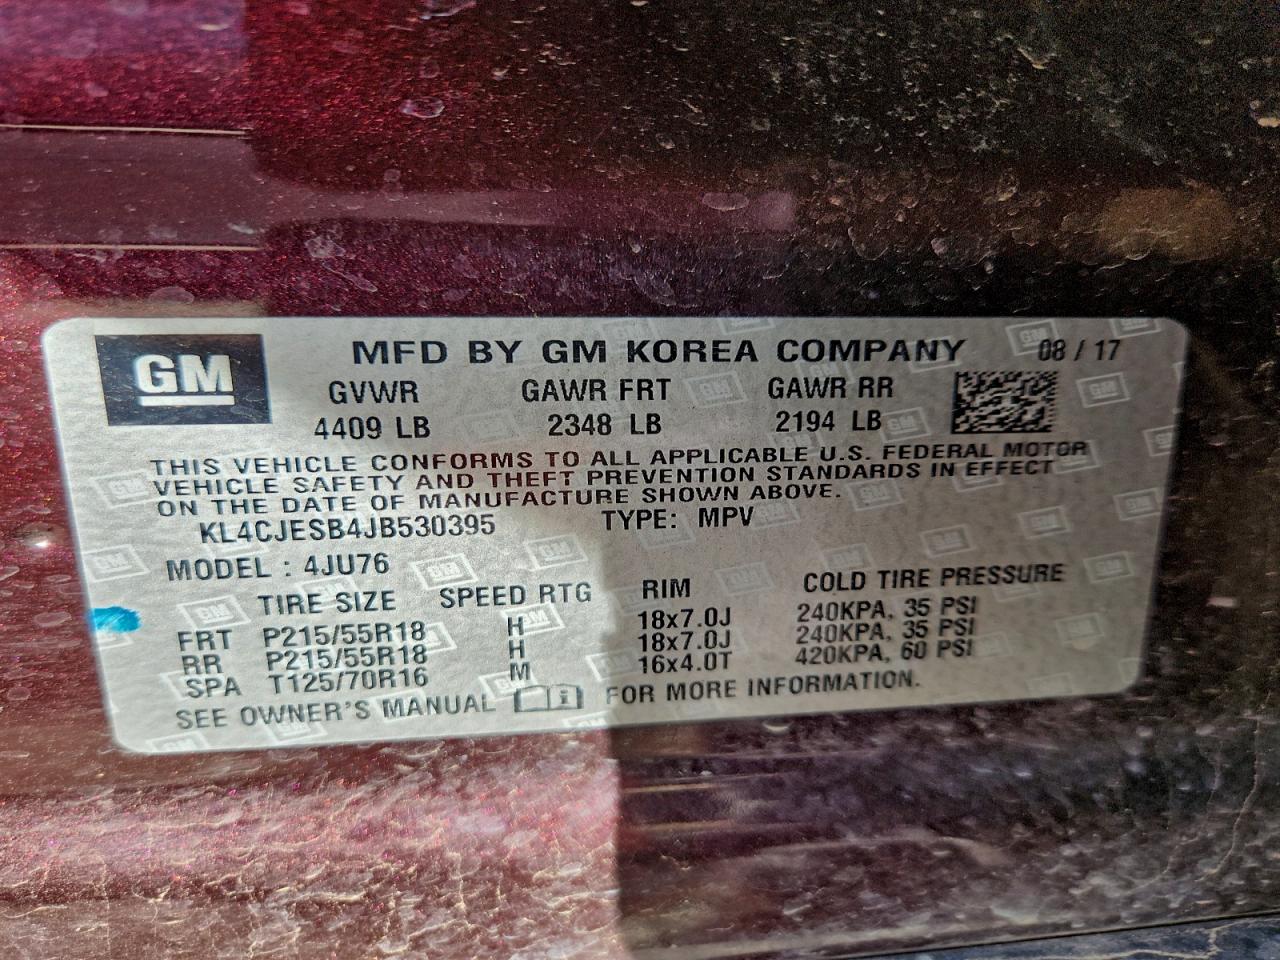 GM
MFD BY GM KOREA COMPANY 08 / 17
GVWR GAWR FRT GAWR RR
4409 LB 2348 LB 2194 LB
THIS VEHICLE CONFORMS TO ALL APPLICABLE U.S. FEDERAL MOTOR
VEHICLE SAFETY AND THEFT PREVENTION STANDARDS IN EFFECT
ON THE DATE OF MANUFACTURE SHOWN ABOVE.
KL4CJESB4JB530395 TYPE: MPV
MODEL : 4JU76
TIRE SIZE SPEED RTG RIM COLD TIRE PRESSURE
FRT P215/55R18 H 18x7.0J 240KPA, 35 PSI
RR P215/55R18 H 18x7.0J 240KPA, 35 PSI
SPA T125/70R16 M 16x4.0T 420KPA, 60 PSI
SEE OWNER'S MANUAL i FOR MORE INFORMATION.